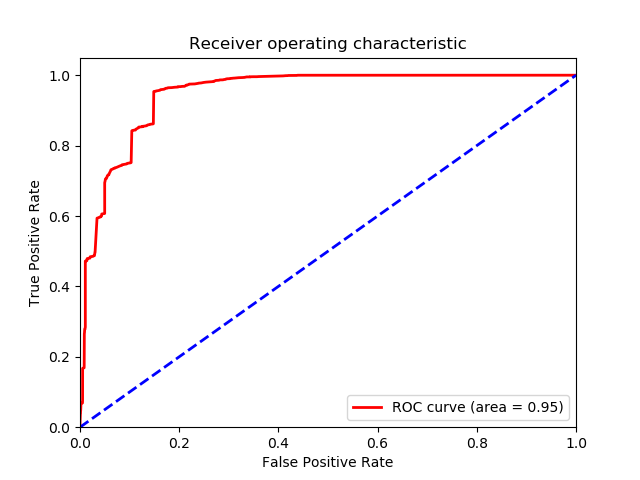 Receiver operating characteristic
True Positive Rate
1.0
0.8
0.6
0.4
0.2
0.0
ROC curve (area = 0.95)
0.0 0.2 0.4 0.6 0.8 1.0
False Positive Rate